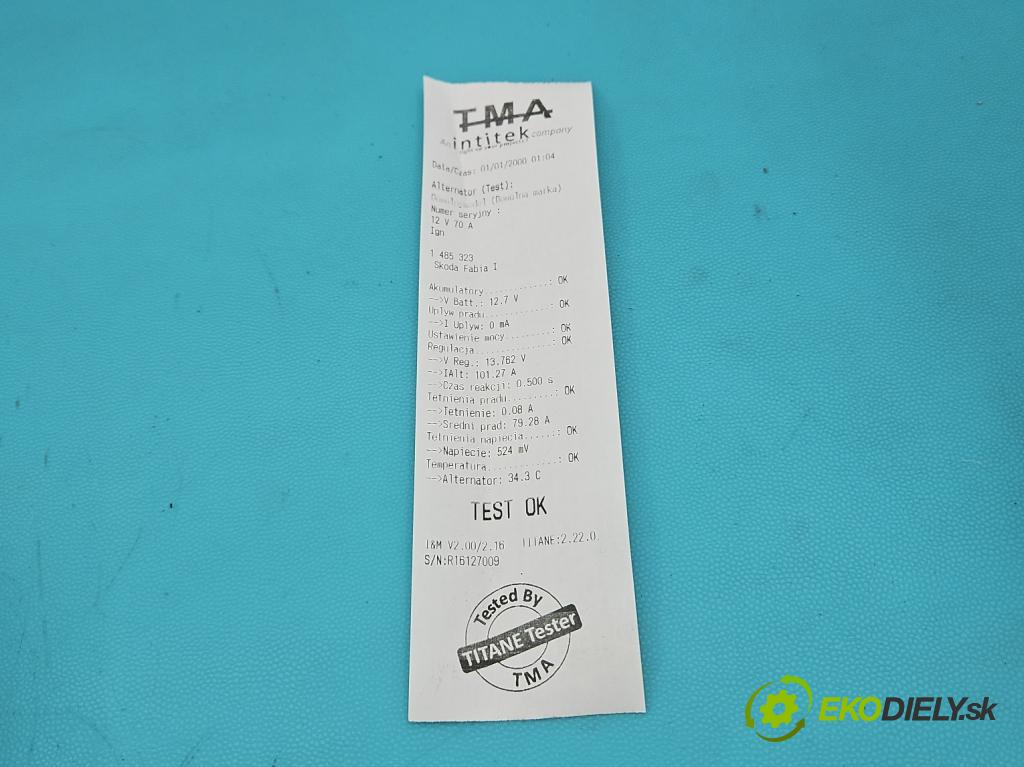 TMA
An intitek company
Data/Czas: 01/01/2000 01:04
Alternator (Test):
(Dowolna marka)
Numer seryjny :
12 V 70 A
Ign
1 485 323
Skoda Fabia I
Akumulatory..........: OK
-->V Batt.: 12.7 V
Uplyw pradu..........: OK
-->I Uplyw: 0 mA
Ustawienie mocy........: OK
Regulacja............: OK
-->V Reg.: 13.762 V
-->IAlt: 101.27 A
-->Czas reakcji: 0.500 s
Tetnienia pradu........: OK
-->Tetnienie: 0.08 A
-->Sredni prad: 79.28 A
Tetnienia napiecia.....: OK
-->Napiecie: 524 mV
Temperatura...........: OK
-->Alternator: 34.3 C
TEST OK
I&M V2.00/2.16 TITANE:2.22.0.
S/N:R16127009
Tested By
TITANE Tester
TMA
EKODIELY.sk